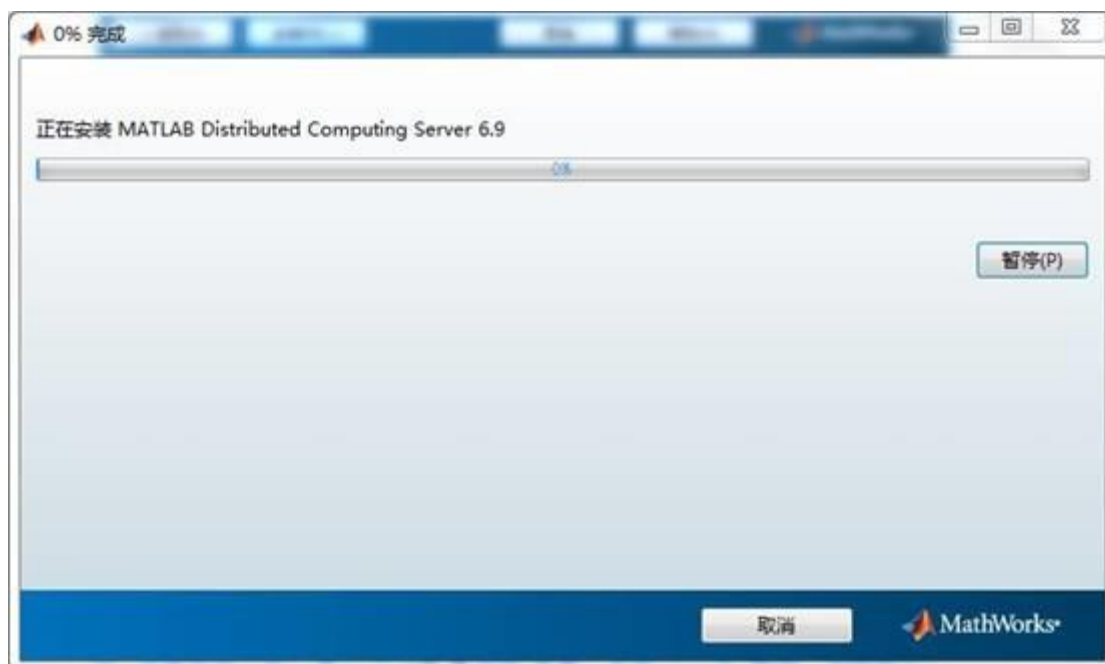 0% 完成
正在安装 MATLAB Distributed Computing Server 6.9
0%
暂停(P)
取消
MathWorks